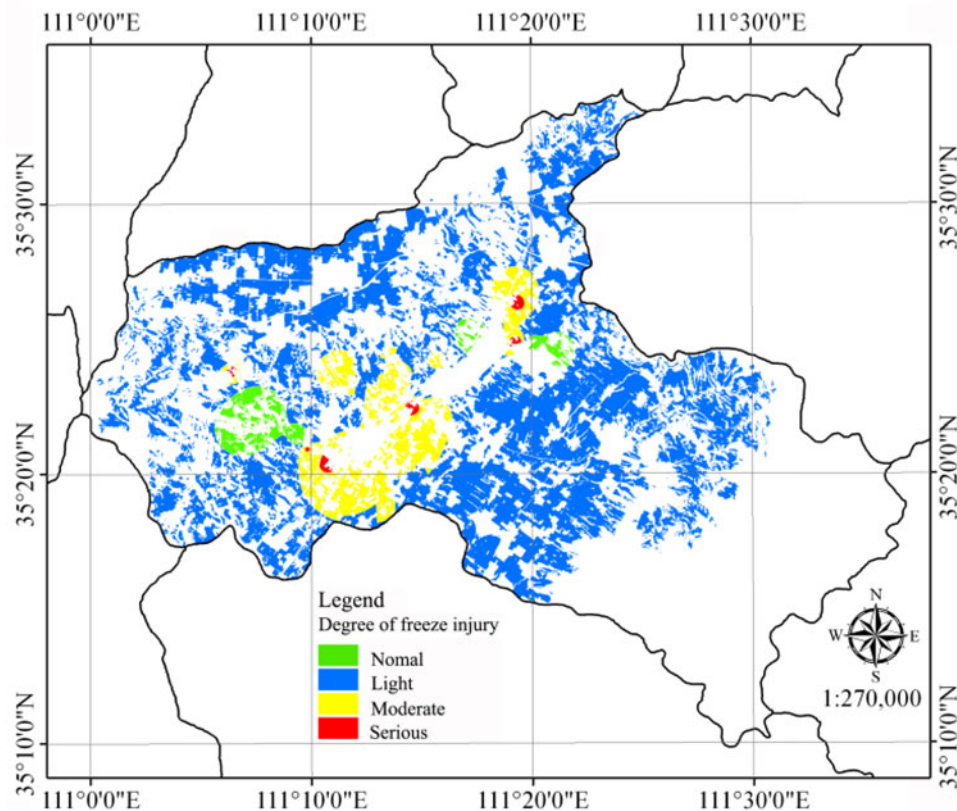 111°0'0"E 111°10'0"E 111°20'0"E 111°30'0"E
35°30'0"N 35°30'0"N
35°20'0"N 35°20'0"N
Legend
Degree of freeze injury
Nomal
Light
Moderate
Serious
N
W E
S
1:270,000
35°10'0"N 35°10'0"N
111°0'0"E 111°10'0"E 111°20'0"E 111°30'0"E